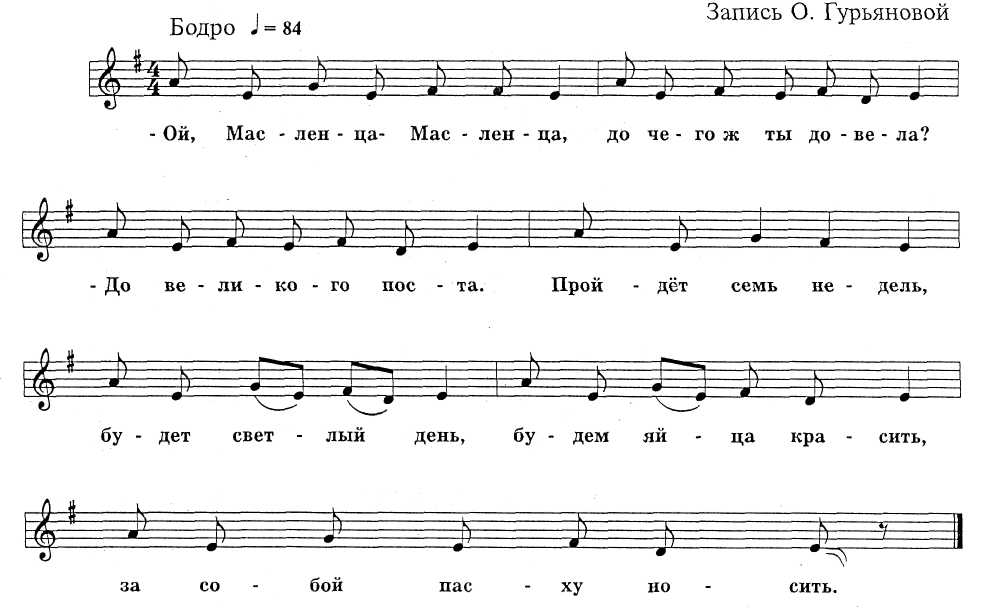 Запись О. Гурьяновой
Бодро ♩= 84
4
4
- Ой, Мас - лен - ца- Мас - лен - ца, до че - го ж ты до - ве - ла?
- До ве - ли - ко - го пос - та. Прой - дёт семь не - дель,
бу - дет свет - лый день, бу - дем яй - ца кра - сить,
за со - бой пас - ху но - сить.